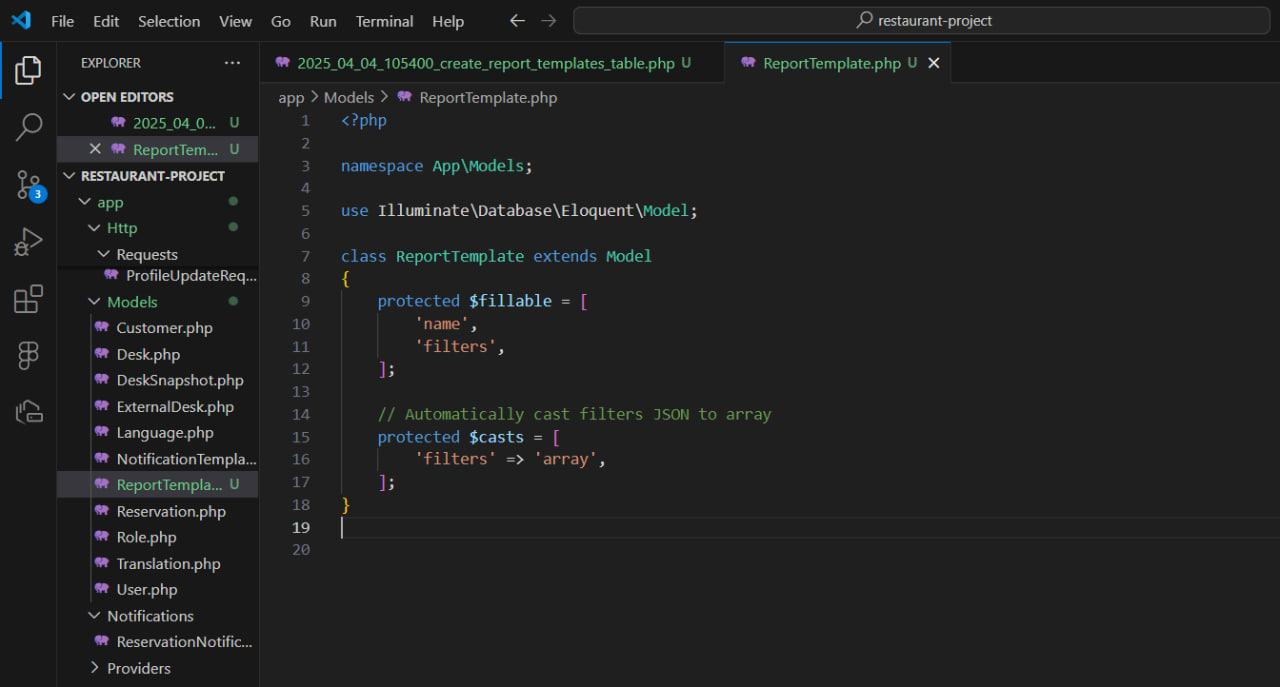 File Edit Selection View Go Run Terminal Help
restaurant-project
EXPLORER
OPEN EDITORS
2025_04_0... U
ReportTem... U
RESTAURANT-PROJECT
app
Http
Requests
ProfileUpdateReq...
Models
Customer.php
Desk.php
DeskSnapshot.php
ExternalDesk.php
Language.php
NotificationTempla...
ReportTempla... U
Reservation.php
Role.php
Translation.php
User.php
Notifications
ReservationNotific...
Providers
3
2025_04_04_105400_create_report_templates_table.php U
ReportTemplate.php U
app > Models > ReportTemplate.php
1 <?php
2
3 namespace App\Models;
4
5 use Illuminate\Database\Eloquent\Model;
6
7 class ReportTemplate extends Model
8 {
9 protected $fillable = [
10 'name',
11 'filters',
12 ];
13
14 // Automatically cast filters JSON to array
15 protected $casts = [
16 'filters' => 'array',
17 ];
18 }
19
20